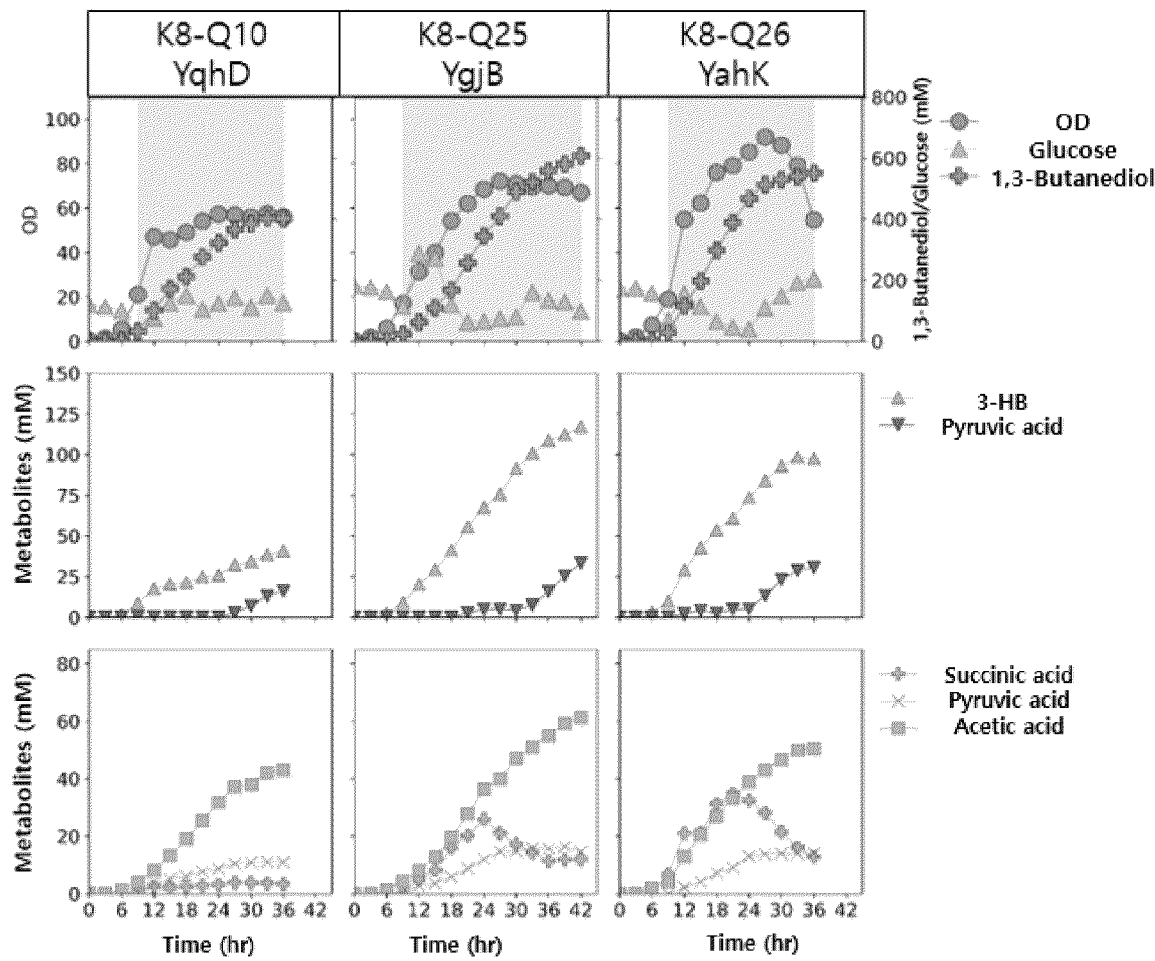 K8-Q10
YqhD
K8-Q25
YgjB
K8-Q26
YahK
100
80
60
40
20
0
OD
800
600
400
200
0
1,3-Butanediol/Glucose (mM)
OD
Glucose
1,3-Butanediol
150
125
100
75
50
25
0
Metabolites (mM)
3-HB
Pyruvic acid
80
60
40
20
0
Metabolites (mM)
Succinic acid
Pyruvic acid
Acetic acid
0 6 12 18 24 30 36 42
0 6 12 18 24 30 36 42
0 6 12 18 24 30 36 42
Time (hr)
Time (hr)
Time (hr)